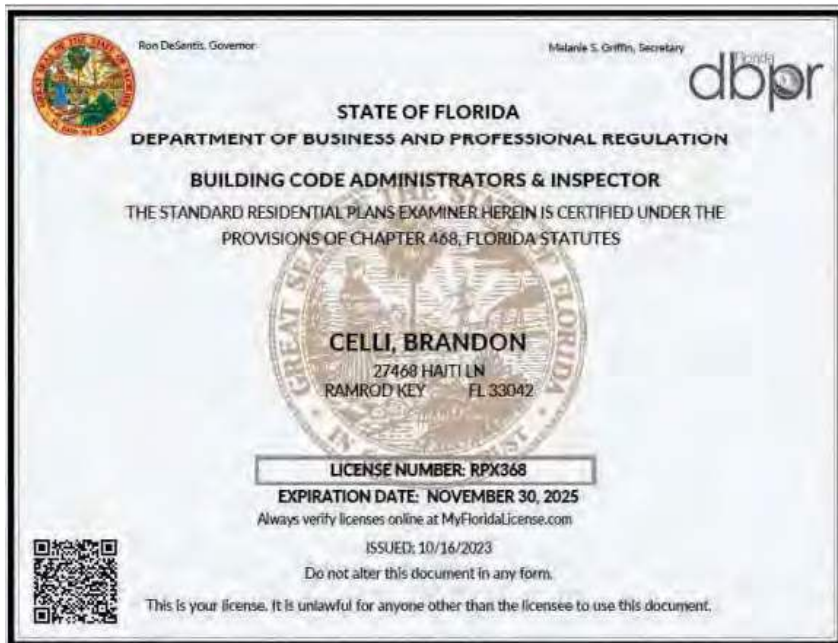 Ron DeSantis, Governor
Melanie S. Griffin, Secretary
Florida
dbpr
STATE OF FLORIDA
DEPARTMENT OF BUSINESS AND PROFESSIONAL REGULATION
BUILDING CODE ADMINISTRATORS & INSPECTOR
THE STANDARD RESIDENTIAL PLANS EXAMINER HEREIN IS CERTIFIED UNDER THE
PROVISIONS OF CHAPTER 468, FLORIDA STATUTES
CELLI, BRANDON
27468 HAITI LN
RAMROD KEY FL 33042
LICENSE NUMBER: RPX368
EXPIRATION DATE: NOVEMBER 30, 2025
Always verify licenses online at MyFloridaLicense.com
ISSUED: 10/16/2023
Do not alter this document in any form.
This is your license. It is unlawful for anyone other than the licensee to use this document.